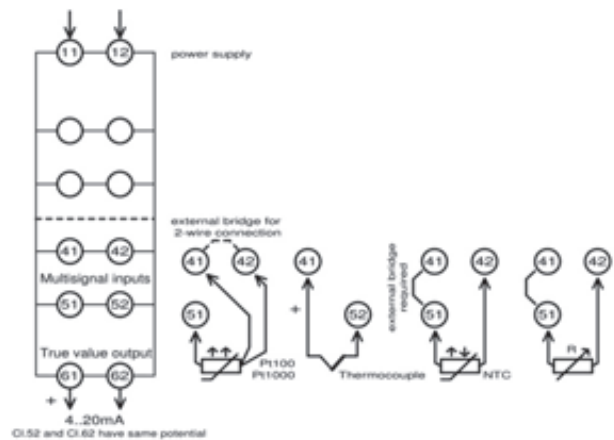 11 12
power supply
external bridge for
2-wire connection
41 42
Multisignal inputs
51 52
True value output
61 62
+
4..20mA
Cl.52 and Cl.62 have same potential
41 42
51
Pt100
Pt1000
41
+
52
Thermocouple
external bridge
required
41 42
51
NTC
41 42
51
R